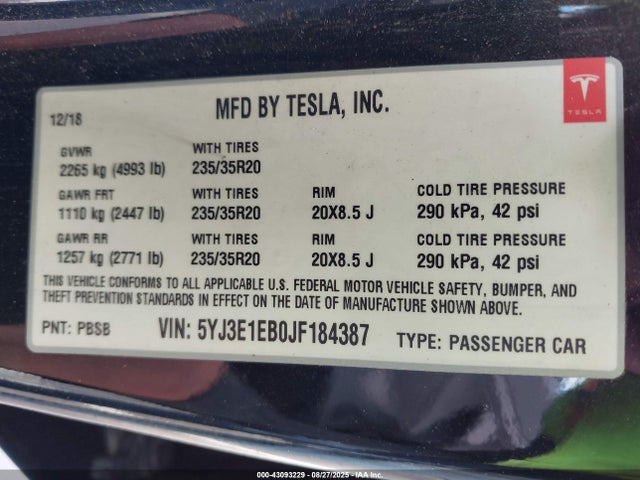 12/18
MFD BY TESLA, INC.
TESLA
GVWR WITH TIRES
2265 kg (4993 lb) 235/35R20
GAWR FRT WITH TIRES RIM COLD TIRE PRESSURE
1110 kg (2447 lb) 235/35R20 20X8.5 J 290 kPa, 42 psi
GAWR RR WITH TIRES RIM COLD TIRE PRESSURE
1257 kg (2771 lb) 235/35R20 20X8.5 J 290 kPa, 42 psi
THIS VEHICLE CONFORMS TO ALL APPLICABLE U.S. FEDERAL MOTOR VEHICLE SAFETY, BUMPER, AND
THEFT PREVENTION STANDARDS IN EFFECT ON THE DATE OF MANUFACTURE SHOWN ABOVE.
PNT: PBSB VIN: 5YJ3E1EB0JF184387 TYPE: PASSENGER CAR
000-43093229 - 08/27/2025 - IAA Inc.